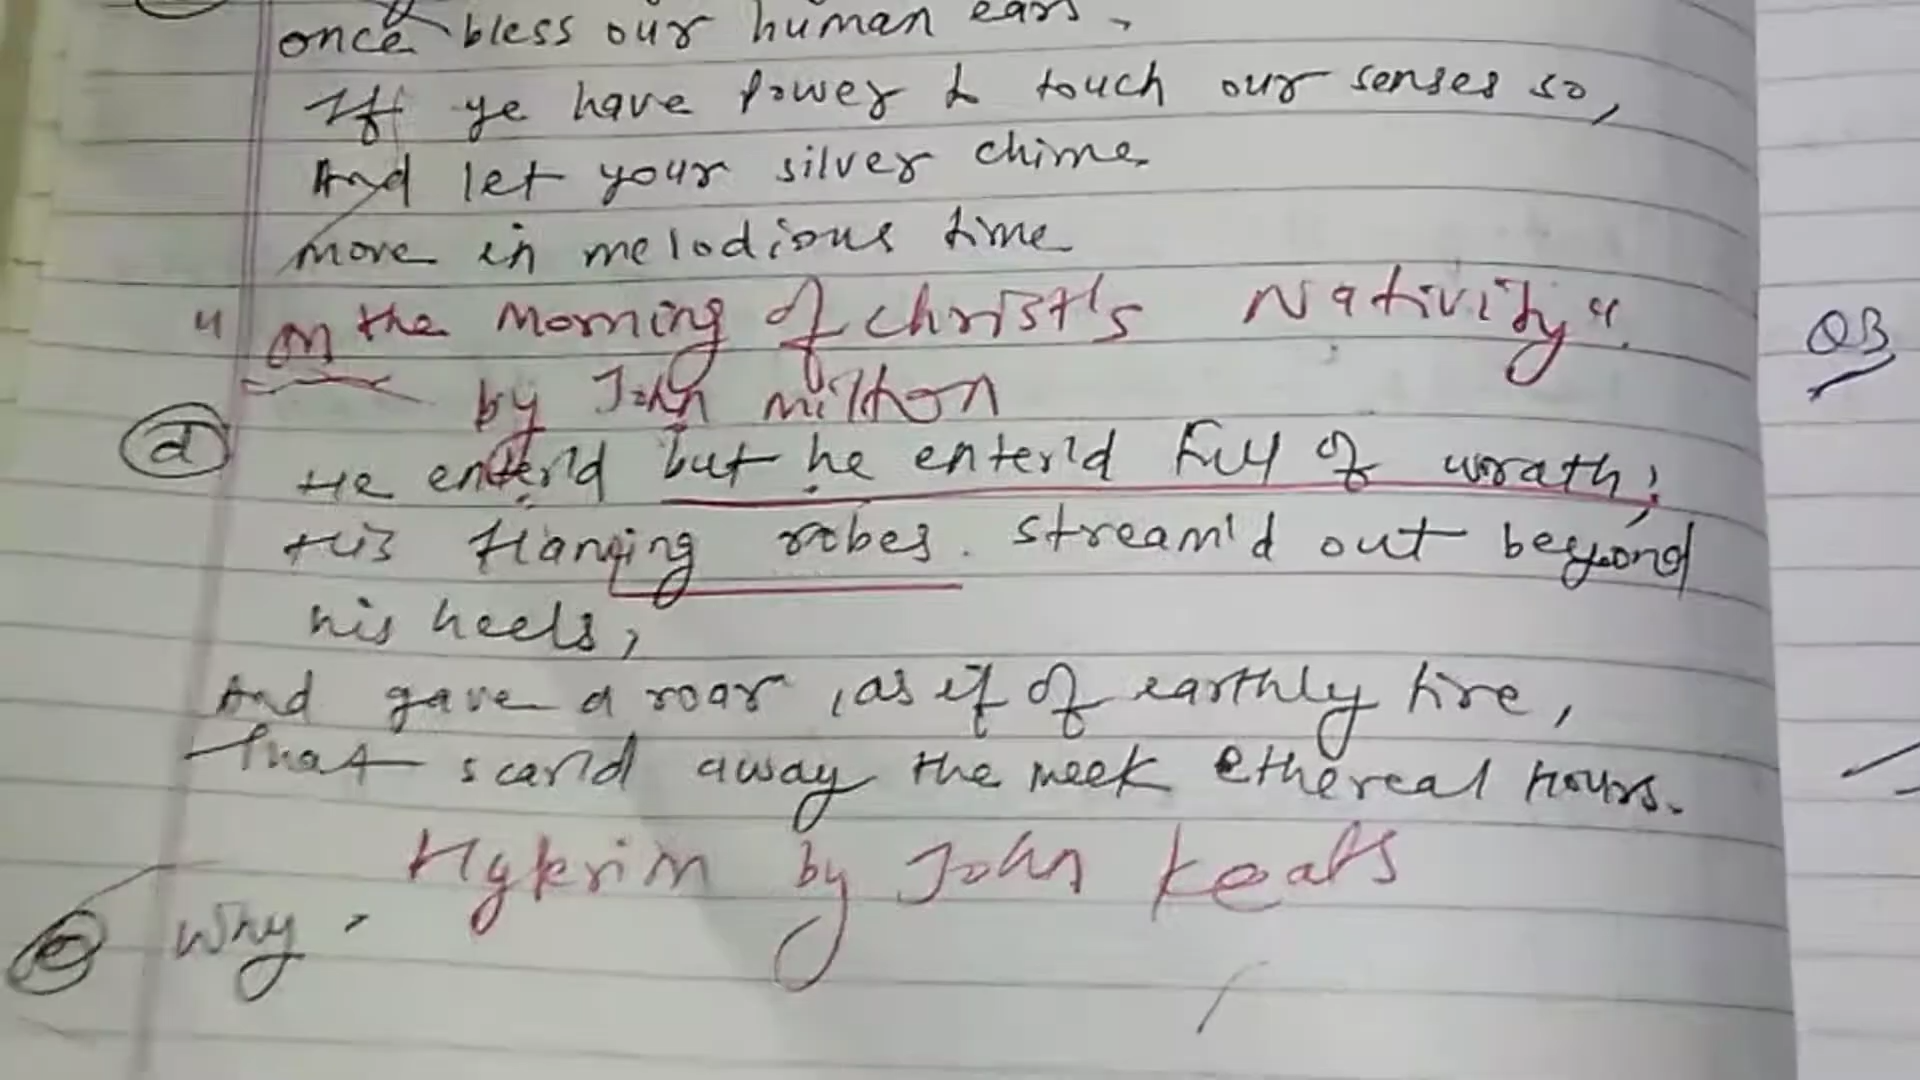 once bless our human ears,
If ye have power to touch our senses so,
And let your silver chime
move in melodious time
" on the Morning of christ's Nativity".
by John milton
QB
(d)
He enter'd but he enter'd full of wrath;
His flaming robes. stream'd out beyond
his heels,
And gave a roar, as if of earthly fire,
That scar'd away the meek ethereal Hours.
Hyperion by John Keats
(e) Why,